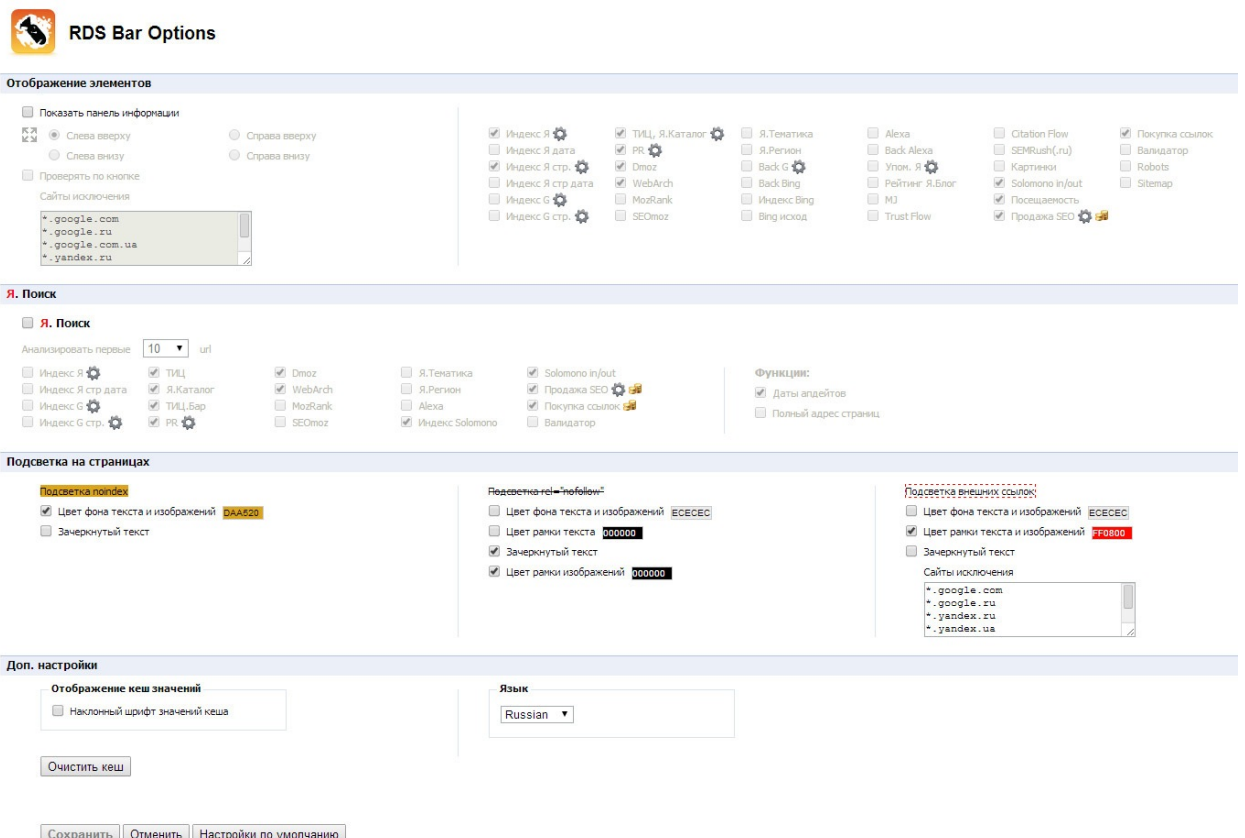 RDS Bar Options
Отображение элементов
Показать панель информации
Слева вверху
Справа вверху
Слева внизу
Справа внизу
Проверять по кнопке
Сайты исключения
*.google.com
*.google.ru
*.google.com.ua
*.yandex.ru
Индекс Я
ТИЦ, Я.Каталог
Я.Тематика
Alexa
Citation Flow
Покупка ссылок
Индекс Я дата
PR
Я.Регион
Back Alexa
SEMRush(.ru)
Валидатор
Индекс Я стр.
Dmoz
Back G
Упом. Я
Картинки
Robots
Индекс Я стр дата
WebArch
Back Bing
Рейтинг Я.Блог
Solomono in/out
Sitemap
Индекс G
MozRank
Индекс Bing
MJ
Посещаемость
Индекс G стр.
SEOmoz
Bing исход
Trust Flow
Продажа SEO
Я. Поиск
Я. Поиск
Анализировать первые 10 url
Индекс Я
ТИЦ
Dmoz
Я.Тематика
Solomono in/out
Индекс Я стр дата
Я.Каталог
WebArch
Я.Регион
Продажа SEO
Индекс G
ТИЦ.Бар
MozRank
Alexa
Покупка ссылок
Индекс G стр.
PR
SEOmoz
Индекс Solomono
Валидатор
Функции:
Даты апдейтов
Полный адрес страниц
Подсветка на страницах
Подсветка noindex
Цвет фона текста и изображений DAA520
Зачеркнутый текст
Подсветка rel="nofollow"
Цвет фона текста и изображений ECECEC
Цвет рамки текста 000000
Зачеркнутый текст
Цвет рамки изображений 000000
Подсветка внешних ссылок
Цвет фона текста и изображений ECECEC
Цвет рамки текста и изображений FF0800
Зачеркнутый текст
Сайты исключения
*.google.com
*.google.ru
*.yandex.ru
*.yandex.ua
Доп. настройки
Отображение кеш значений
Наклонный шрифт значений кеша
Язык
Russian
Очистить кеш
Сохранить
Отменить
Настройки по умолчанию